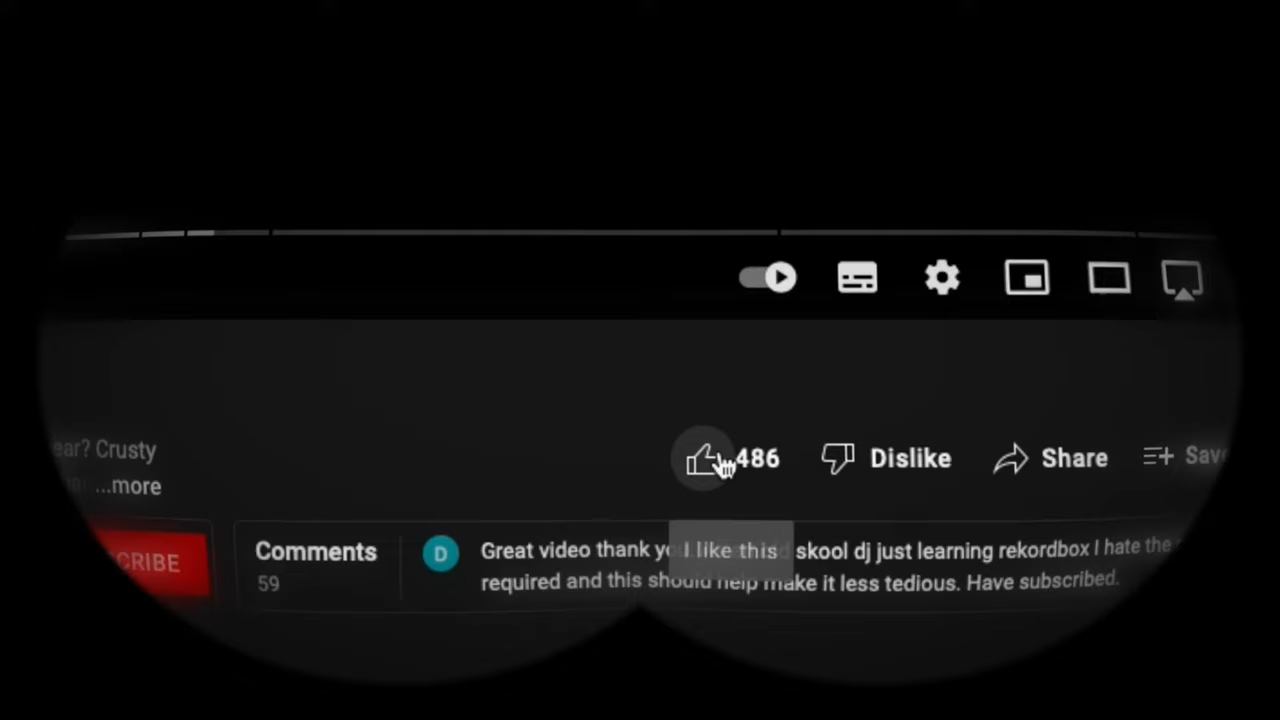 ear? Crusty
...more
486
Dislike
Share
Sav
CRIBE
Comments
59
D
Great video thank yo
I like this
skool dj just learning rekordbox I hate the
required and this should help make it less tedious. Have subscribed.